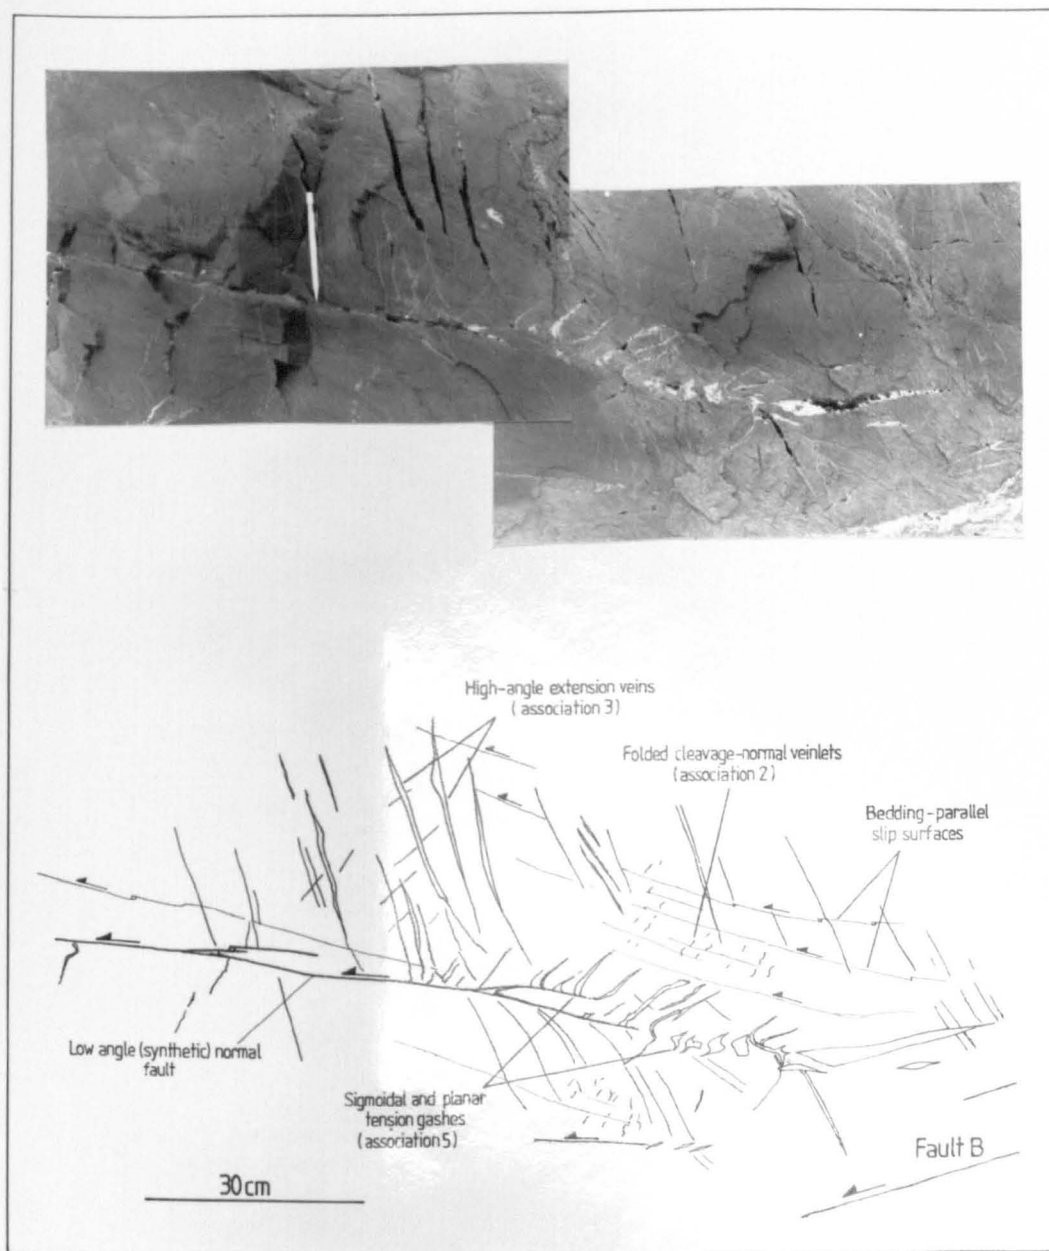 High-angle extension veins
(association 3)
Folded cleavage-normal veinlets
(association 2)
Bedding-parallel
slip surfaces
Low angle (synthetic) normal
fault
Sigmoidal and planar
tension gashes
(association 5)
Fault B
30cm